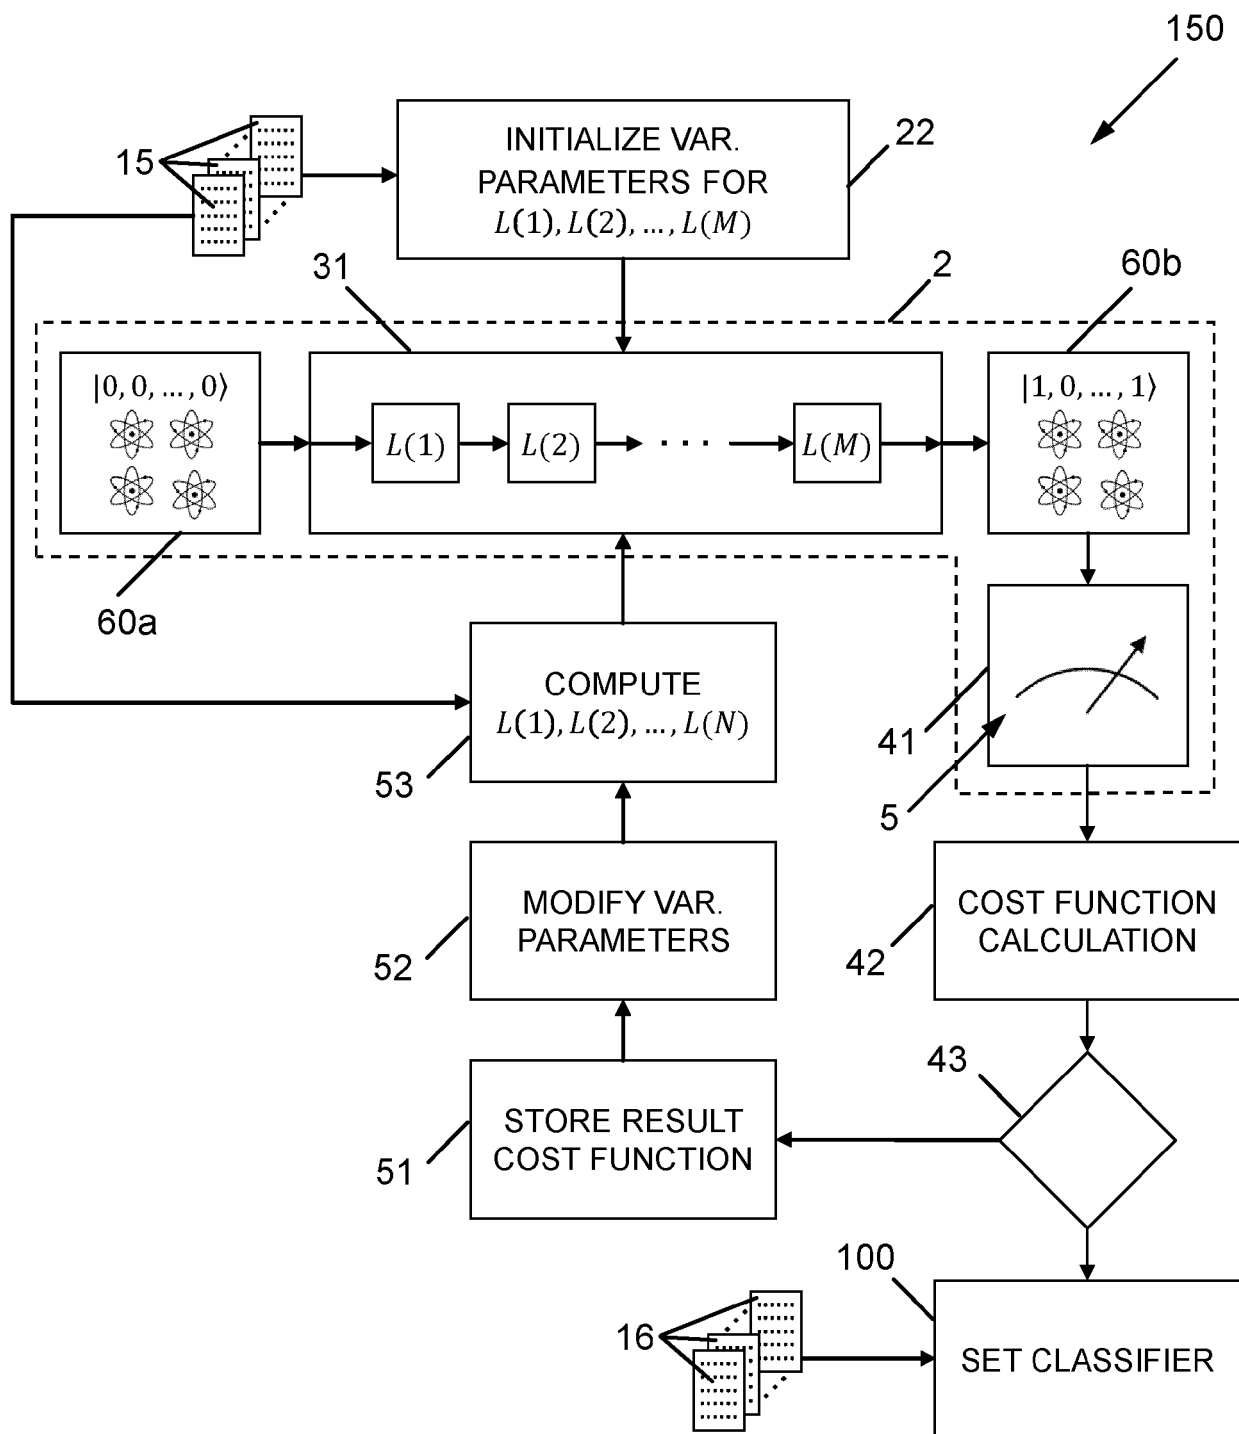 150
15
INITIALIZE VAR.
PARAMETERS FOR
L(1), L(2), ..., L(M)
22
31
2
60b
|0, 0, ..., 0⟩
L(1)
L(2)
. . .
L(M)
|1, 0, ..., 1⟩
60a
COMPUTE
L(1), L(2), ..., L(N)
53
41
5
MODIFY VAR.
PARAMETERS
52
COST FUNCTION
CALCULATION
42
43
STORE RESULT
COST FUNCTION
51
100
16
SET CLASSIFIER